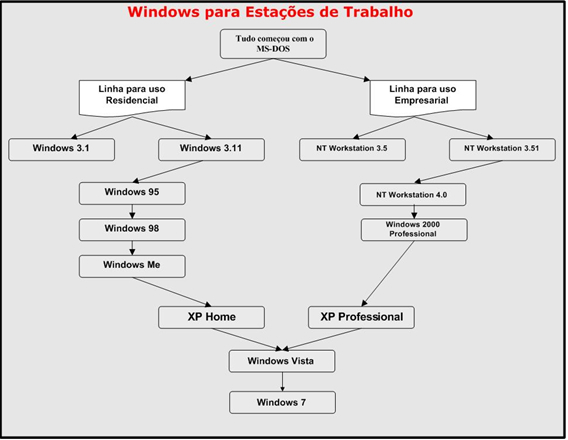 Windows para Estações de Trabalho
Tudo começou com o
MS-DOS
Linha para uso
Residencial
Linha para uso
Empresarial
Windows 3.1
Windows 3.11
NT Workstation 3.5
NT Workstation 3.51
Windows 95
NT Workstation 4.0
Windows 98
Windows 2000
Professional
Windows Me
XP Home
XP Professional
Windows Vista
Windows 7